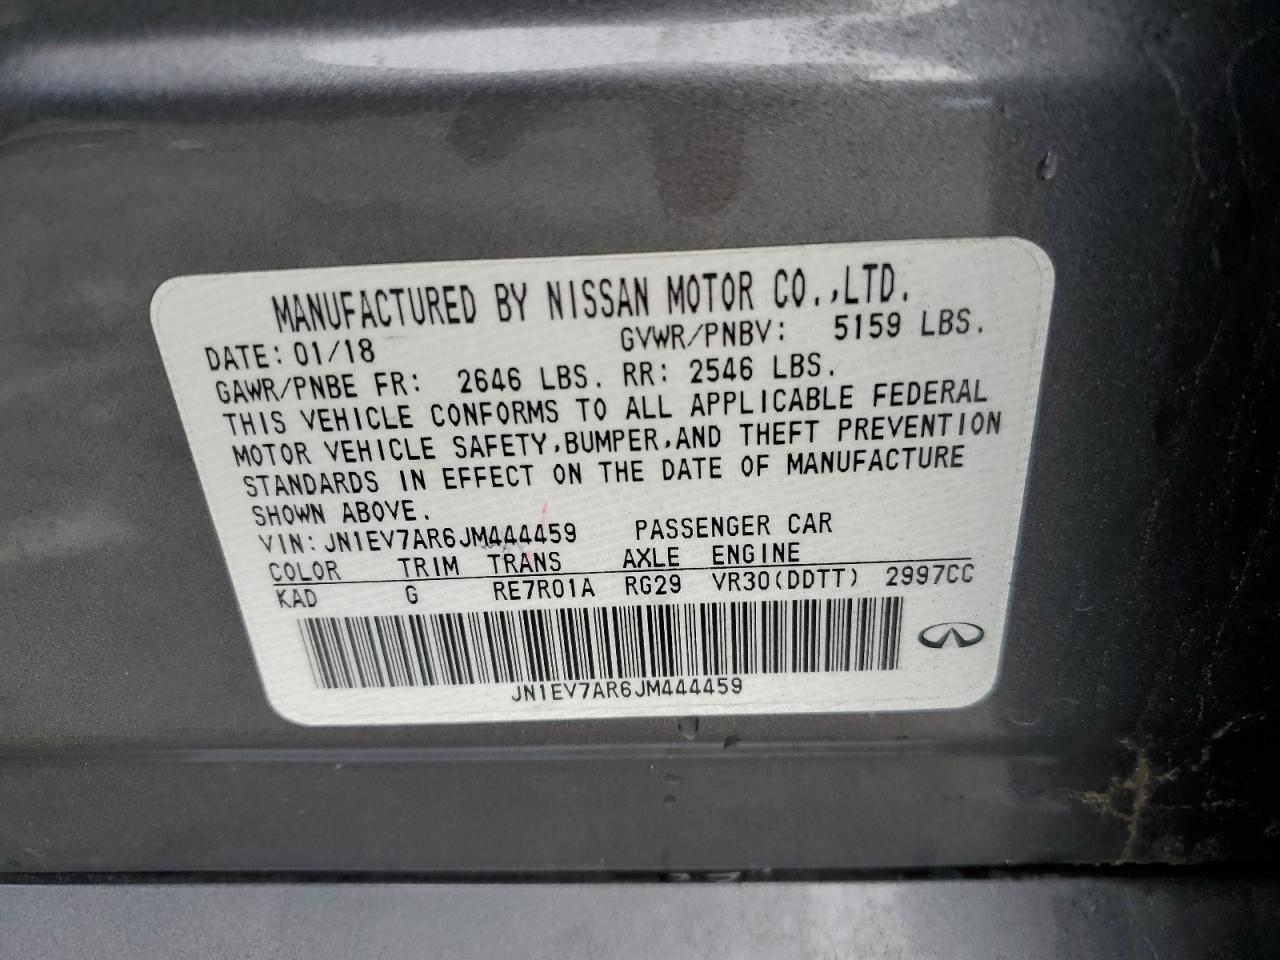 MANUFACTURED BY NISSAN MOTOR CO.,LTD.
DATE: 01/18 GVWR/PNBV: 5159 LBS.
GAWR/PNBE FR: 2646 LBS. RR: 2546 LBS.
THIS VEHICLE CONFORMS TO ALL APPLICABLE FEDERAL
MOTOR VEHICLE SAFETY,BUMPER,AND THEFT PREVENTION
STANDARDS IN EFFECT ON THE DATE OF MANUFACTURE
SHOWN ABOVE.
VIN: JN1EV7AR6JM444459 PASSENGER CAR
COLOR TRIM TRANS AXLE ENGINE
KAD G RE7R01A RG29 VR30(DDTT) 2997CC
JN1EV7AR6JM444459